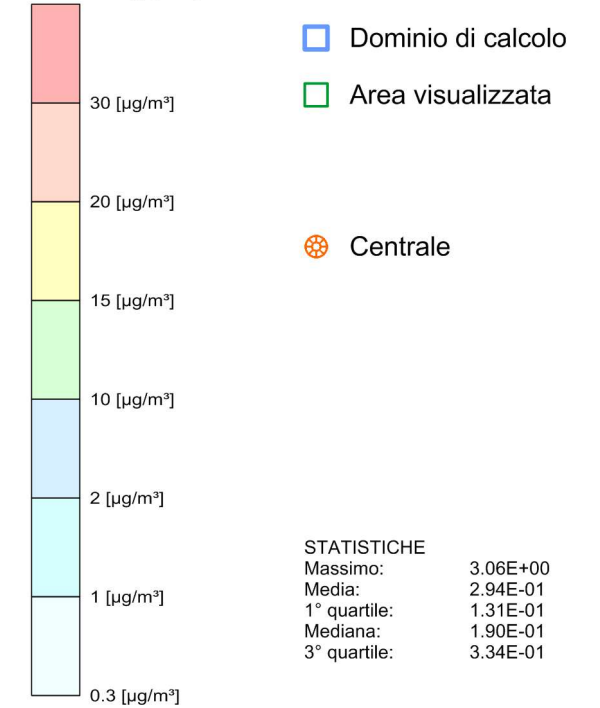 30 [µg/m³]
20 [µg/m³]
15 [µg/m³]
10 [µg/m³]
2 [µg/m³]
1 [µg/m³]
0.3 [µg/m³]
Dominio di calcolo
Area visualizzata
Centrale
STATISTICHE
Massimo: 3.06E+00
Media: 2.94E-01
1° quartile: 1.31E-01
Mediana: 1.90E-01
3° quartile: 3.34E-01